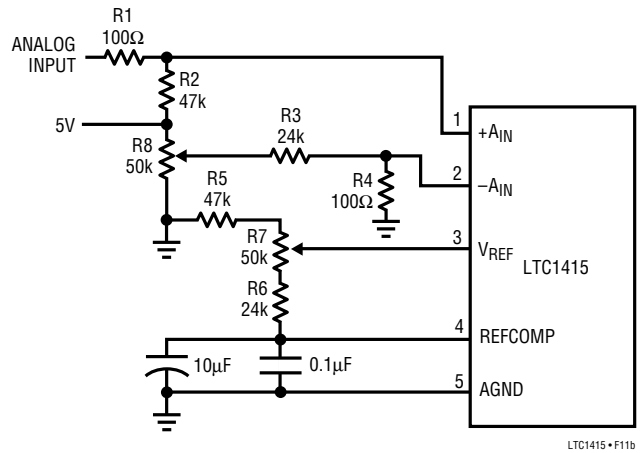 R1
100Ω
ANALOG
INPUT
R2
47k
5V
R8
50k
R3
24k
R4
100Ω
R5
47k
R7
50k
R6
24k
10µF
0.1µF
1
+AIN
2
−AIN
3
VREF
LTC1415
4
REFCOMP
5
AGND
LTC1415 • F11b